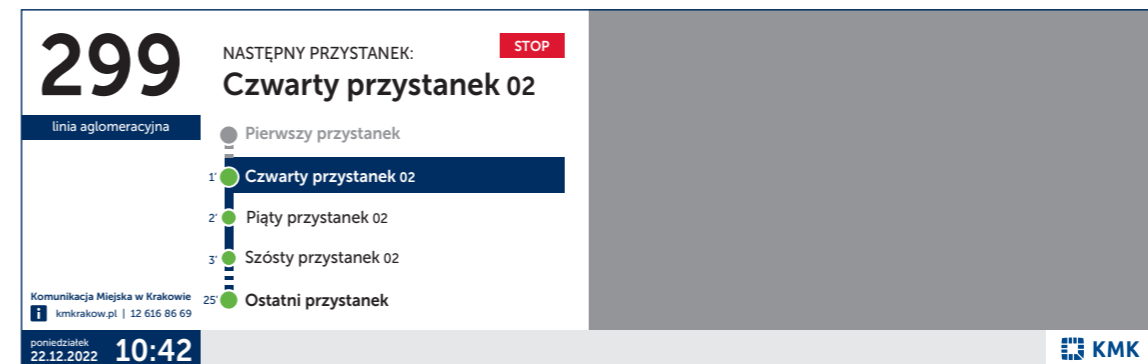 299
linia aglomeracyjna
NASTĘPNY PRZYSTANEK:
STOP
Czwarty przystanek 02
Pierwszy przystanek
1' Czwarty przystanek 02
2' Piąty przystanek 02
3' Szósty przystanek 02
25' Ostatni przystanek
Komunikacja Miejska w Krakowie
i kmkrakow.pl | 12 616 86 69
poniedziałek
22.12.2022
10:42
KMK